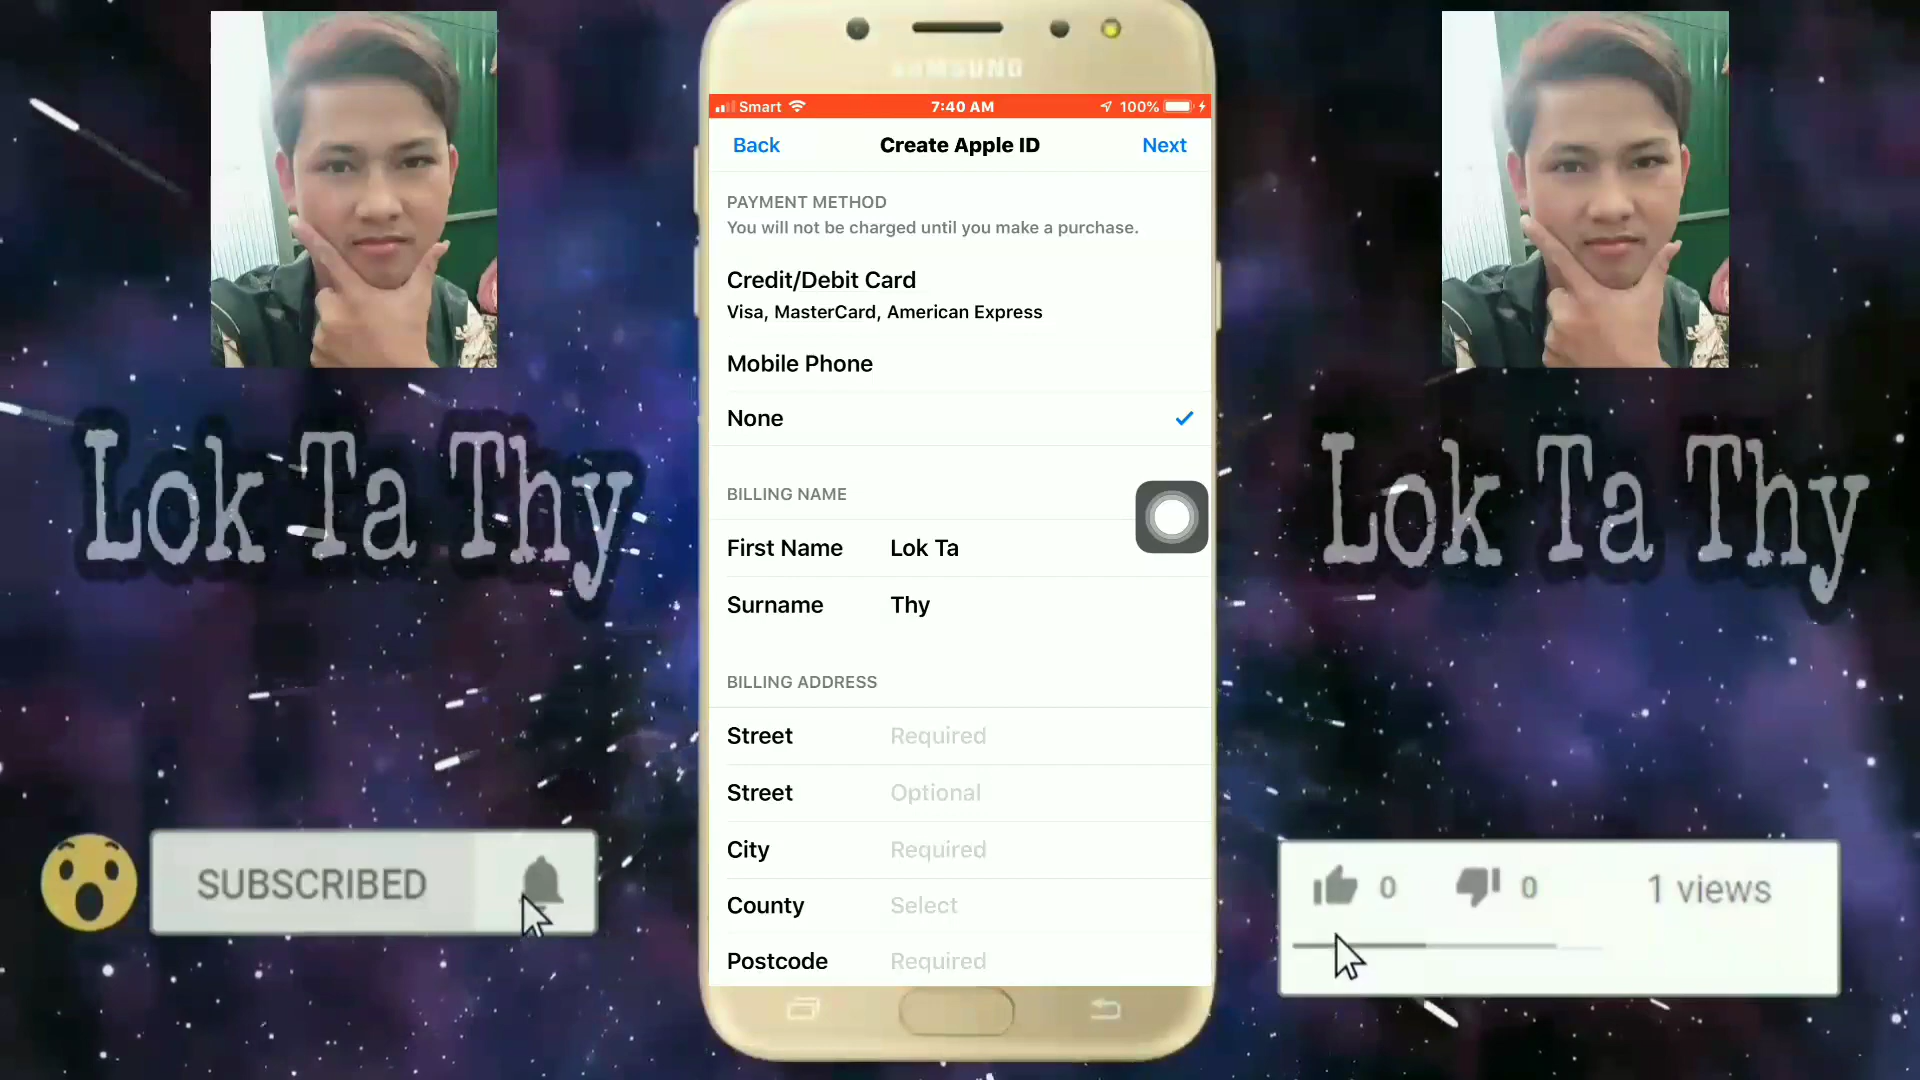 SAMSUNG
Smart 7:40 AM 100%
Back Create Apple ID Next
PAYMENT METHOD
You will not be charged until you make a purchase.
Credit/Debit Card
Visa, MasterCard, American Express
Mobile Phone
None
BILLING NAME
First Name Lok Ta
Surname Thy
BILLING ADDRESS
Street Required
Street Optional
City Required
County Select
Postcode Required
Lok Ta Thy
Lok Ta Thy
SUBSCRIBED
0 0 1 views